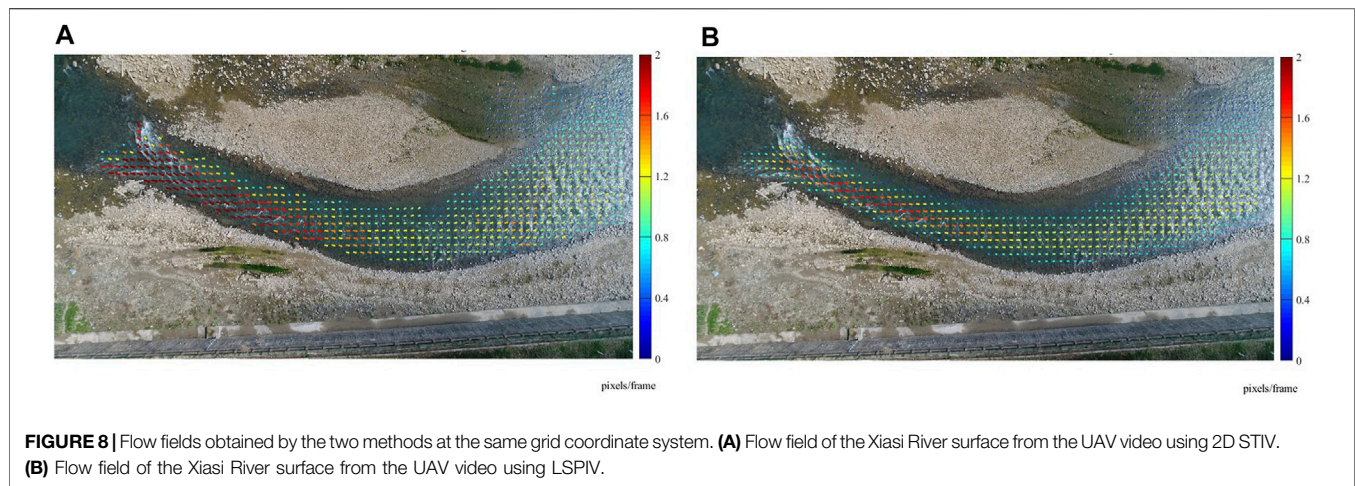 A
B
2
1.6
1.2
0.8
0.4
0
pixels/frame
2
1.6
1.2
0.8
0.4
0
pixels/frame
FIGURE 8 | Flow fields obtained by the two methods at the same grid coordinate system. (A) Flow field of the Xiasi River surface from the UAV video using 2D STIV.
(B) Flow field of the Xiasi River surface from the UAV video using LSPIV.